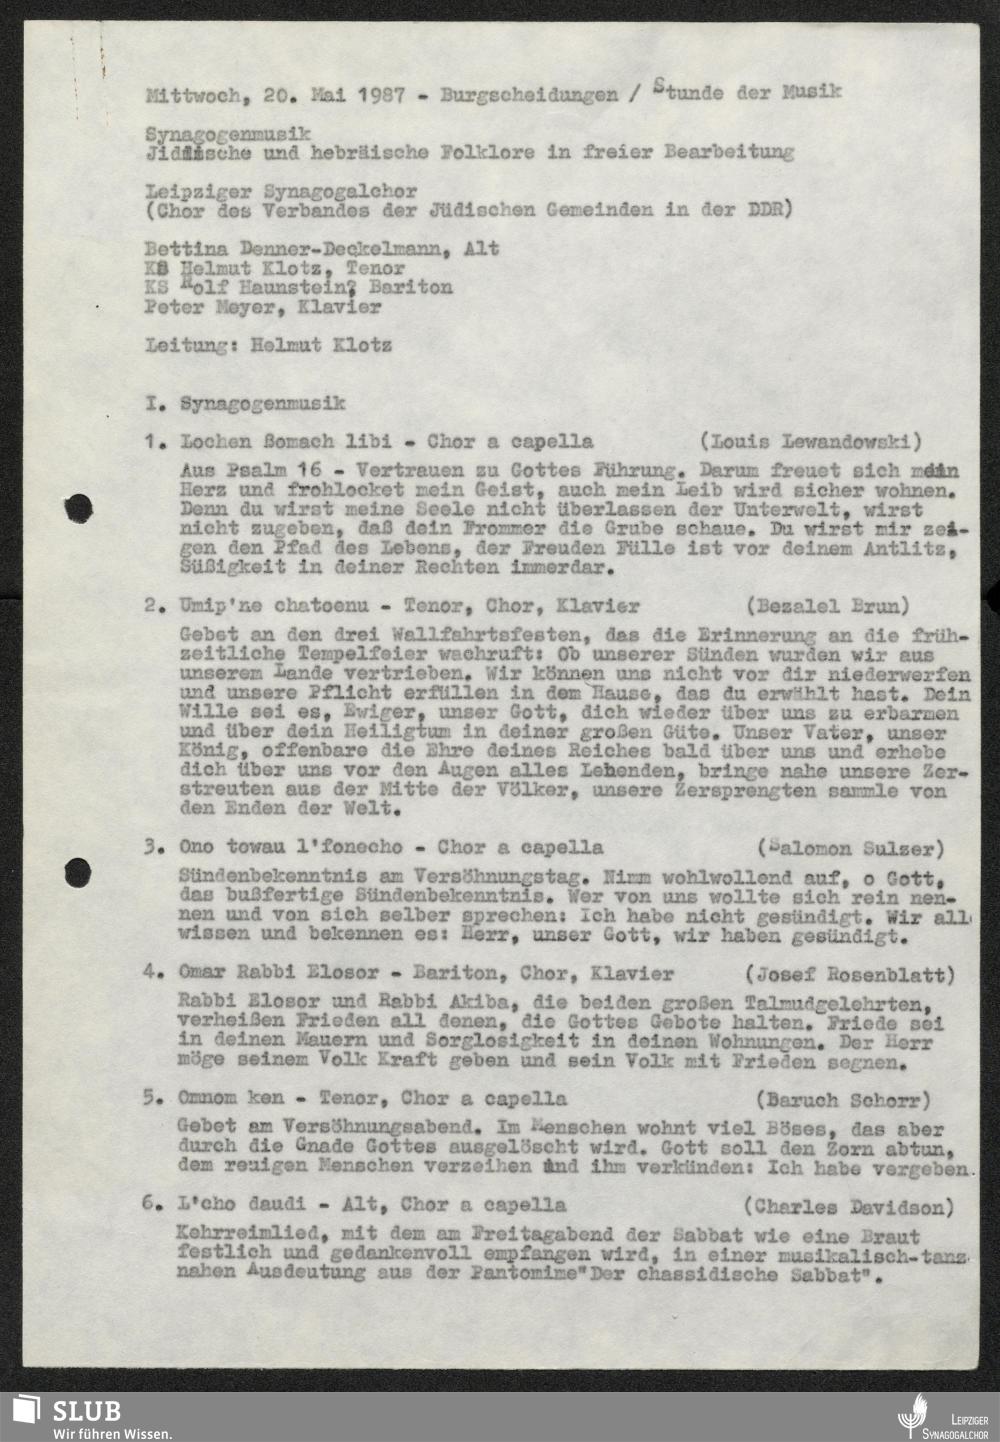 Mittwoch, 20. Mai 1987 - Burgscheidungen / Stunde der Musik
Synagogenmusik
Jiddische und hebräische Folklore in freier Bearbeitung
Leipziger Synagogalchor
(Chor des Verbandes der Jüdischen Gemeinden in der DDR)
Bettina Denner-Deckelmann, Alt
KS Helmut Klotz, Tenor
KS Rolf Haunstein, Bariton
Peter Meyer, Klavier
Leitung: Helmut Klotz
I. Synagogenmusik
1. Lochen ßomach libi - Chor a capella (Louis Lewandowski)
Aus Psalm 16 - Vertrauen zu Gottes Führung. Darum freuet sich mein
Herz und frohlocket mein Geist, auch mein Leib wird sicher wohnen.
Denn du wirst meine Seele nicht überlassen der Unterwelt, wirst
nicht zugeben, daß dein Frommer die Grube schaue. Du wirst mir zei-
gen den Pfad des Lebens, der Freuden Fülle ist vor deinem Antlitz,
Süßigkeit in deiner Rechten immerdar.
2. Umip'ne chatoenu - Tenor, Chor, Klavier (Bezalel Brun)
Gebet an den drei Wallfahrtsfesten, das die Erinnerung an die früh-
zeitliche Tempelfeier wachruft: Ob unserer Sünden wurden wir aus
unserem Lande vertrieben. Wir können uns nicht vor dir niederwerfen
und unsere Pflicht erfüllen in dem Hause, das du erwählt hast. Dein
Wille sei es, Ewiger, unser Gott, dich wieder über uns zu erbarmen
und über dein Heiligtum in deiner großen Güte. Unser Vater, unser
König, offenbare die Ehre deines Reiches bald über uns und erhebe
dich über uns vor den Augen alles Lebenden, bringe nahe unsere Zer-
streuten aus der Mitte der Völker, unsere Zersprengten sammle von
den Enden der Welt.
3. Ono towau l'fonecho - Chor a capella (Salomon Sulzer)
Sündenbekenntnis am Versöhnungstag. Nimm wohlwollend auf, o Gott,
das bußfertige Sündenbekenntnis. Wer von uns wollte sich rein nen-
nen und von sich selber sprechen: Ich habe nicht gesündigt. Wir all
wissen und bekennen es: Herr, unser Gott, wir haben gesündigt.
4. Omar Rabbi Elosor - Bariton, Chor, Klavier (Josef Rosenblatt)
Rabbi Elosor und Rabbi Akiba, die beiden großen Talmudgelehrten,
verheißen Frieden all denen, die Gottes Gebote halten. Friede sei
in deinen Mauern und Sorglosigkeit in deinen Wohnungen. Der Herr
möge seinem Volk Kraft geben und sein Volk mit Frieden segnen.
5. Omnom ken - Tenor, Chor a capella (Baruch Schorr)
Gebet am Versöhnungsabend. Im Menschen wohnt viel Böses, das aber
durch die Gnade Gottes ausgelöscht wird. Gott soll den Zorn abtun,
dem reuigen Menschen verzeihen und ihm verkünden: Ich habe vergeben.
6. L'cho daudi - Alt, Chor a capella (Charles Davidson)
Kehrreimlied, mit dem am Freitagabend der Sabbat wie eine Braut
festlich und gedankenvoll empfangen wird, in einer musikalisch-tanz
nahen Ausdeutung aus der Pantomime"Der chassidische Sabbat".
SLUB
Wir führen Wissen.
LEIPZIGER
SYNAGOGALCHOR